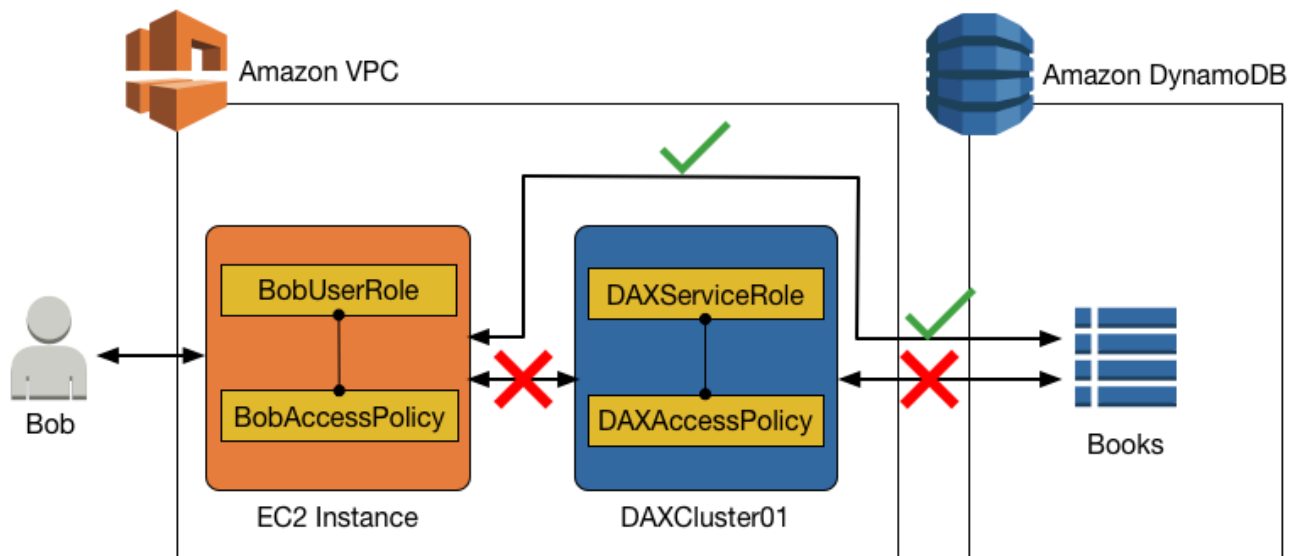 Amazon VPC
Amazon DynamoDB
BobUserRole
DAXServiceRole
BobAccessPolicy
DAXAccessPolicy
Bob
Books
EC2 Instance
DAXCluster01